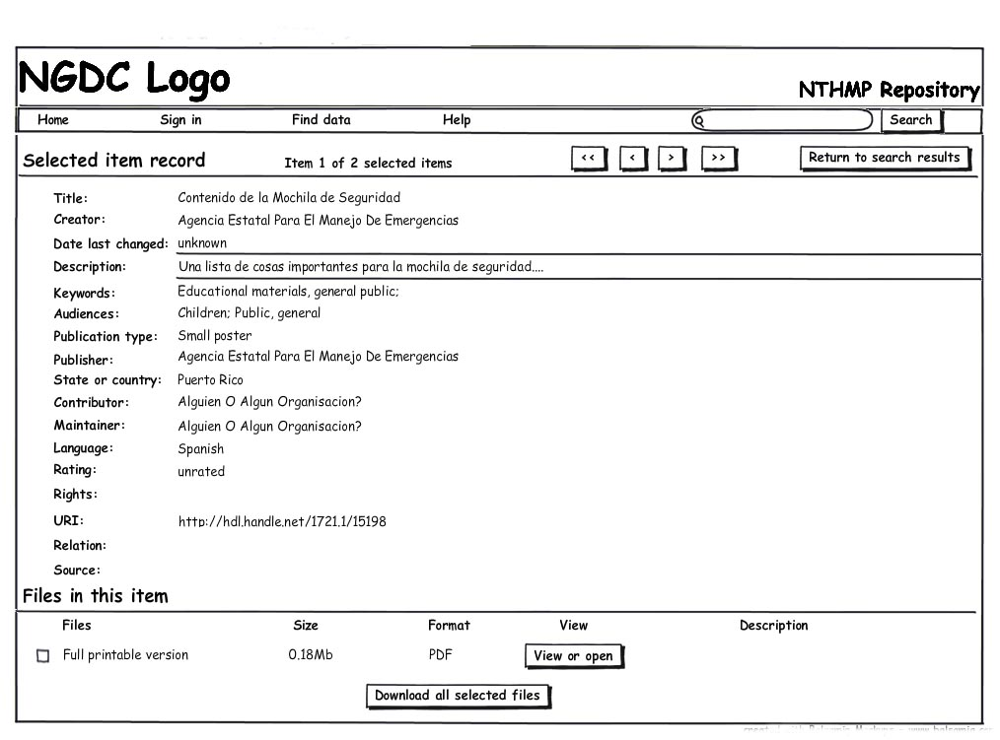 NGDC Logo
NTHMP Repository
Home Sign in Find data Help Search
Selected item record Item 1 of 2 selected items << < > >> Return to search results
Title: Contenido de la Mochila de Seguridad
Creator: Agencia Estatal Para El Manejo De Emergencias
Date last changed: unknown
Description: Una lista de cosas importantes para la mochila de seguridad....
Keywords: Educational materials, general public;
Audiences: Children; Public, general
Publication type: Small poster
Publisher: Agencia Estatal Para El Manejo De Emergencias
State or country: Puerto Rico
Contributor: Alguien O Algun Organisacion?
Maintainer: Alguien O Algun Organisacion?
Language: Spanish
Rating: unrated
Rights:
URI: http://hdl.handle.net/1721.1/15198
Relation:
Source:
Files in this item
Files Size Format View Description
Full printable version 0.18Mb PDF View or open
Download all selected files